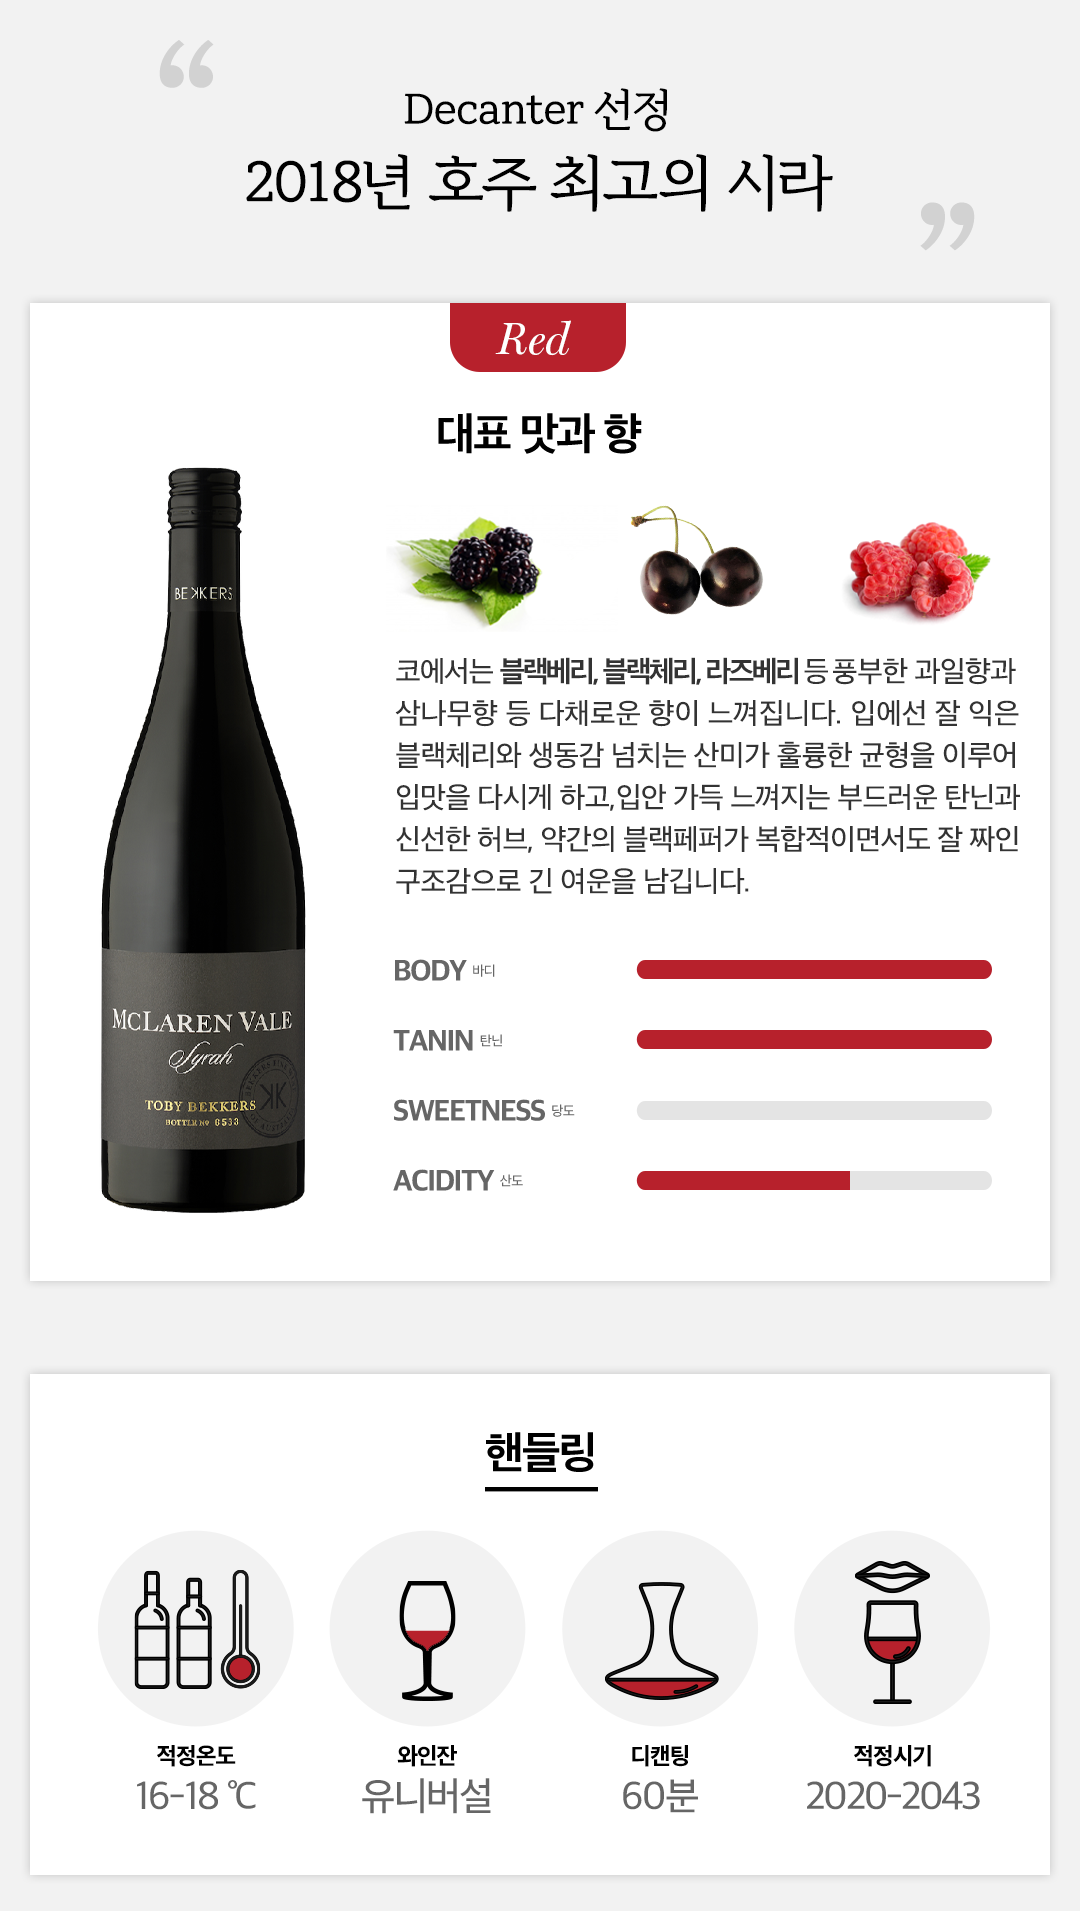 “
Decanter 선정
2018년 호주 최고의 시라
”
Red
대표 맛과 향
BEKKERS
코에서는 블랙베리, 블랙체리, 라즈베리 등 풍부한 과일향과
삼나무향 등 다채로운 향이 느껴집니다. 입에선 잘 익은
블랙체리와 생동감 넘치는 산미가 훌륭한 균형을 이루어
입맛을 다시게 하고,입안 가득 느껴지는 부드러운 탄닌과
신선한 허브, 약간의 블랙페퍼가 복합적이면서도 잘 짜인
구조감으로 긴 여운을 남깁니다.
McLAREN VALE
Syrah
TOBY BEKKERS
BOTTLE Nº 0533
BODY 바디
TANIN 탄닌
SWEETNESS 당도
ACIDITY 산도
핸들링
적정온도
16-18 ℃
와인잔
유니버설
디캔팅
60분
적정시기
2020-2043